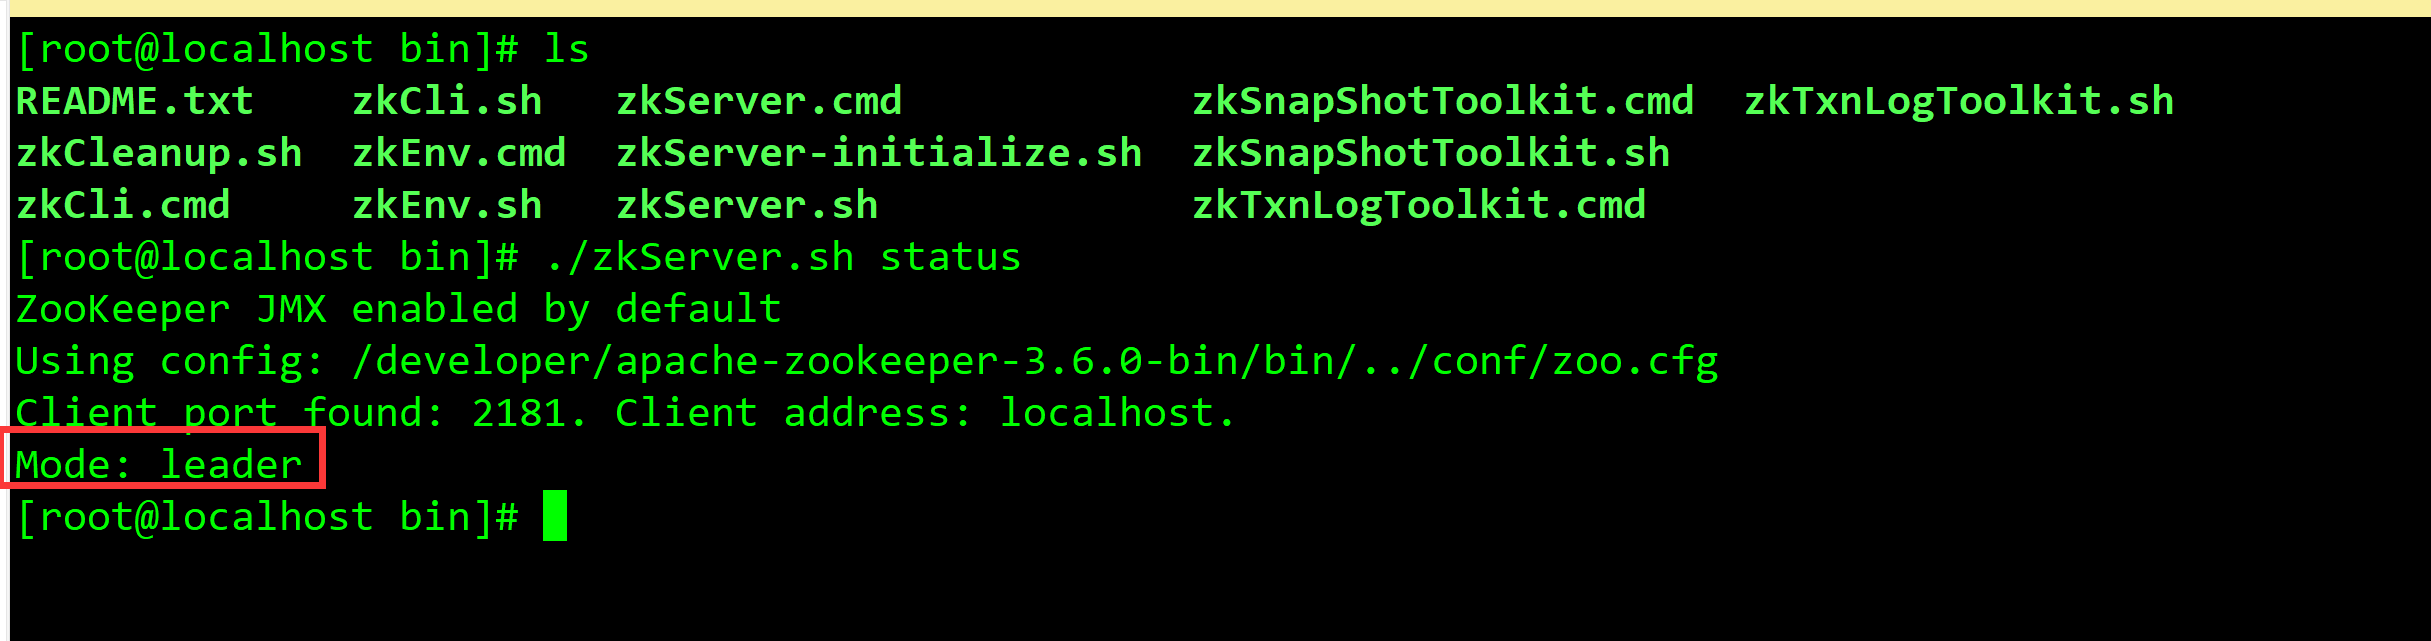 [root@localhost bin]# ls
README.txt    zkCli.sh   zkServer.cmd            zkSnapShotToolkit.cmd  zkTxnLogToolkit.sh
zkCleanup.sh  zkEnv.cmd  zkServer-initialize.sh  zkSnapShotToolkit.sh
zkCli.cmd     zkEnv.sh   zkServer.sh             zkTxnLogToolkit.cmd
[root@localhost bin]# ./zkServer.sh status
ZooKeeper JMX enabled by default
Using config: /developer/apache-zookeeper-3.6.0-bin/bin/../conf/zoo.cfg
Client port found: 2181. Client address: localhost.
Mode: leader
[root@localhost bin]#